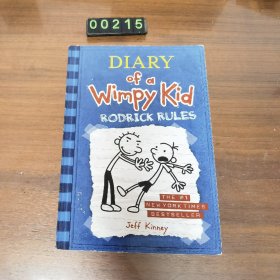 00215
DIARY
of a
Wimpy Kid
RODRICK RULES
THE #1
NEW YORK TIMES
BESTSELLER
Jeff Kinney